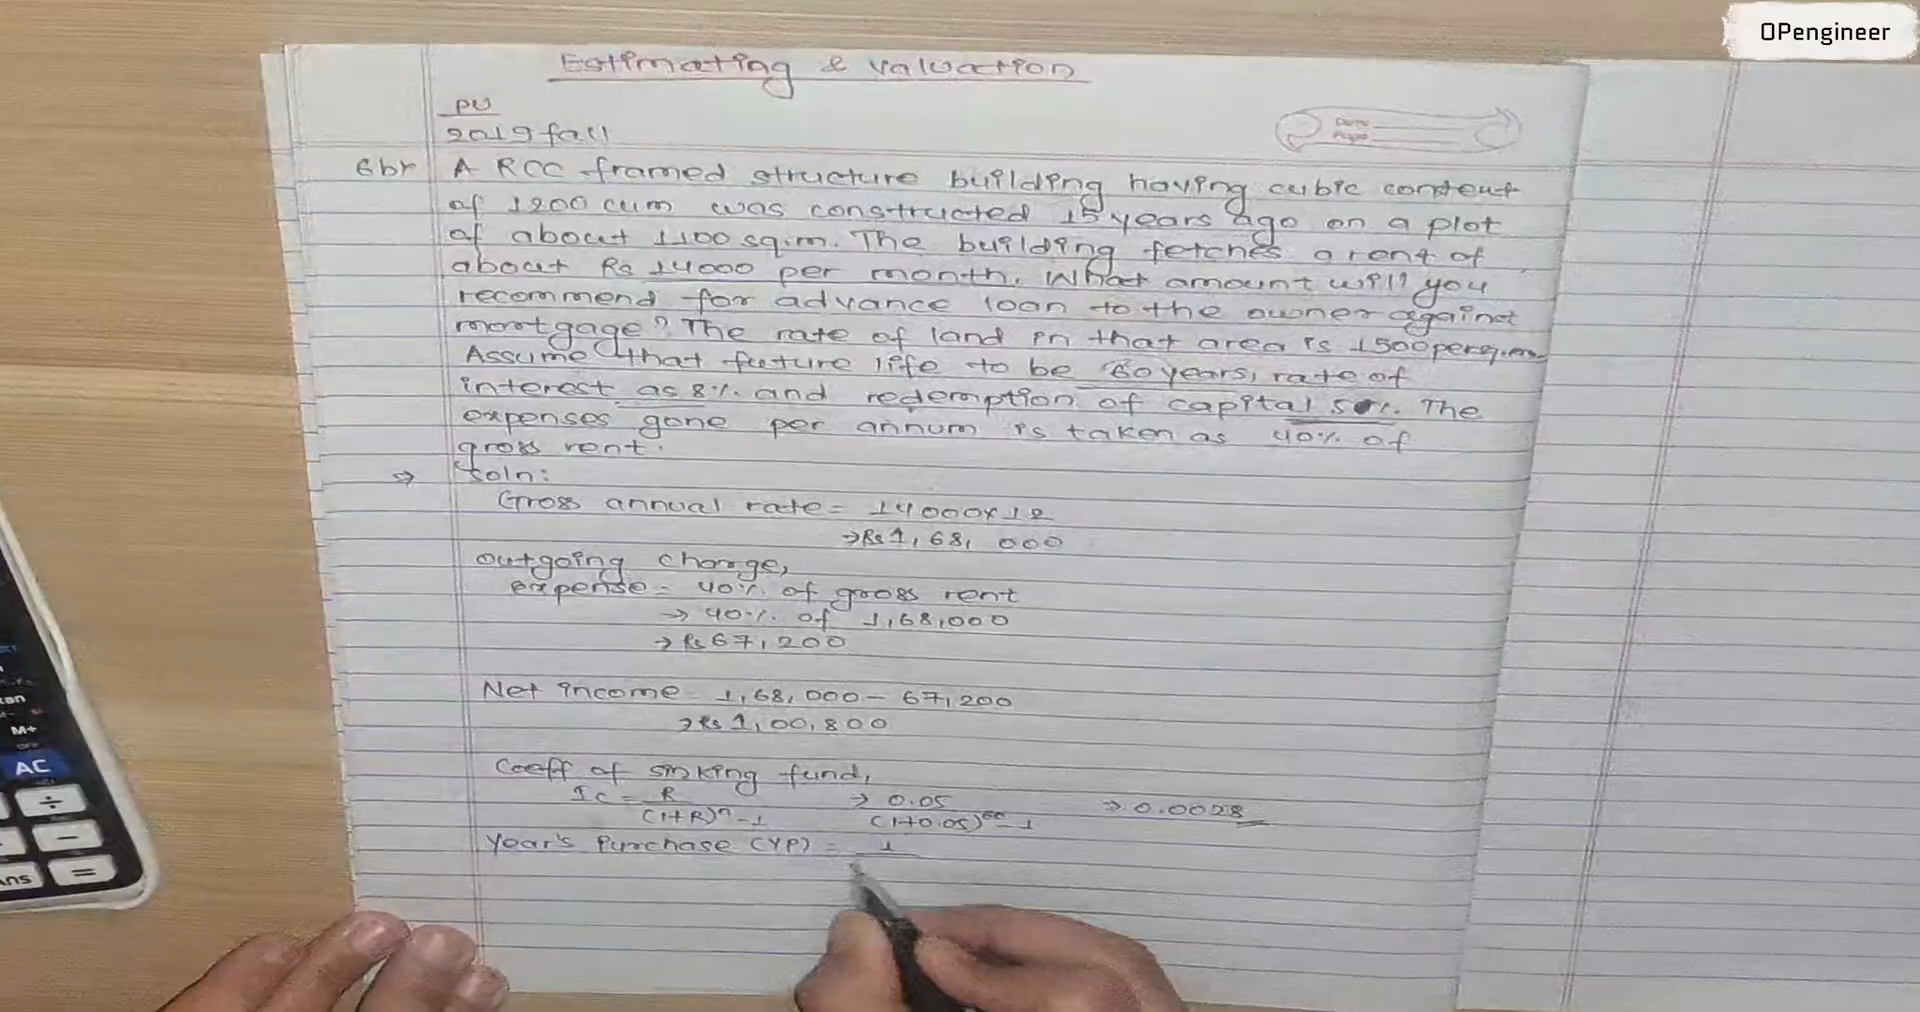 OPengineer
Estimating & Valuation
PU
2019 fall
Date
Page
6b> A RCC framed structure building having cubic content
of 1200 cum was constructed 15 years ago on a plot
of about 1100 sq.m. The building fetches a rent of
about Rs 14000 per month. What amount will you
recommend for advance loan to the owner against
mortgage? The rate of land in that area is 1500 per sq.m
Assume that future life to be 60 years, rate of
interest as 8% and redemption of capital 5%. The
expenses gone per annum is taken as 40% of
gross rent.
=> Soln:
Gross annual rate = 14000x12
→Rs 1,68,000
Outgoing charge,
expense = 40% of gross rent
→ 40% of 1,68,000
→ Rs 67,200
Net income = 1,68,000 - 67,200
→ Rs 1,00,800
Coeff of sinking fund,
Ic = R → 0.05 => 0.0028
(1+R)^n - 1 (1+0.05)^60 - 1
Year's Purchase (YP) = 1
tan
M+
OFF
AC
÷
−
Ans
=